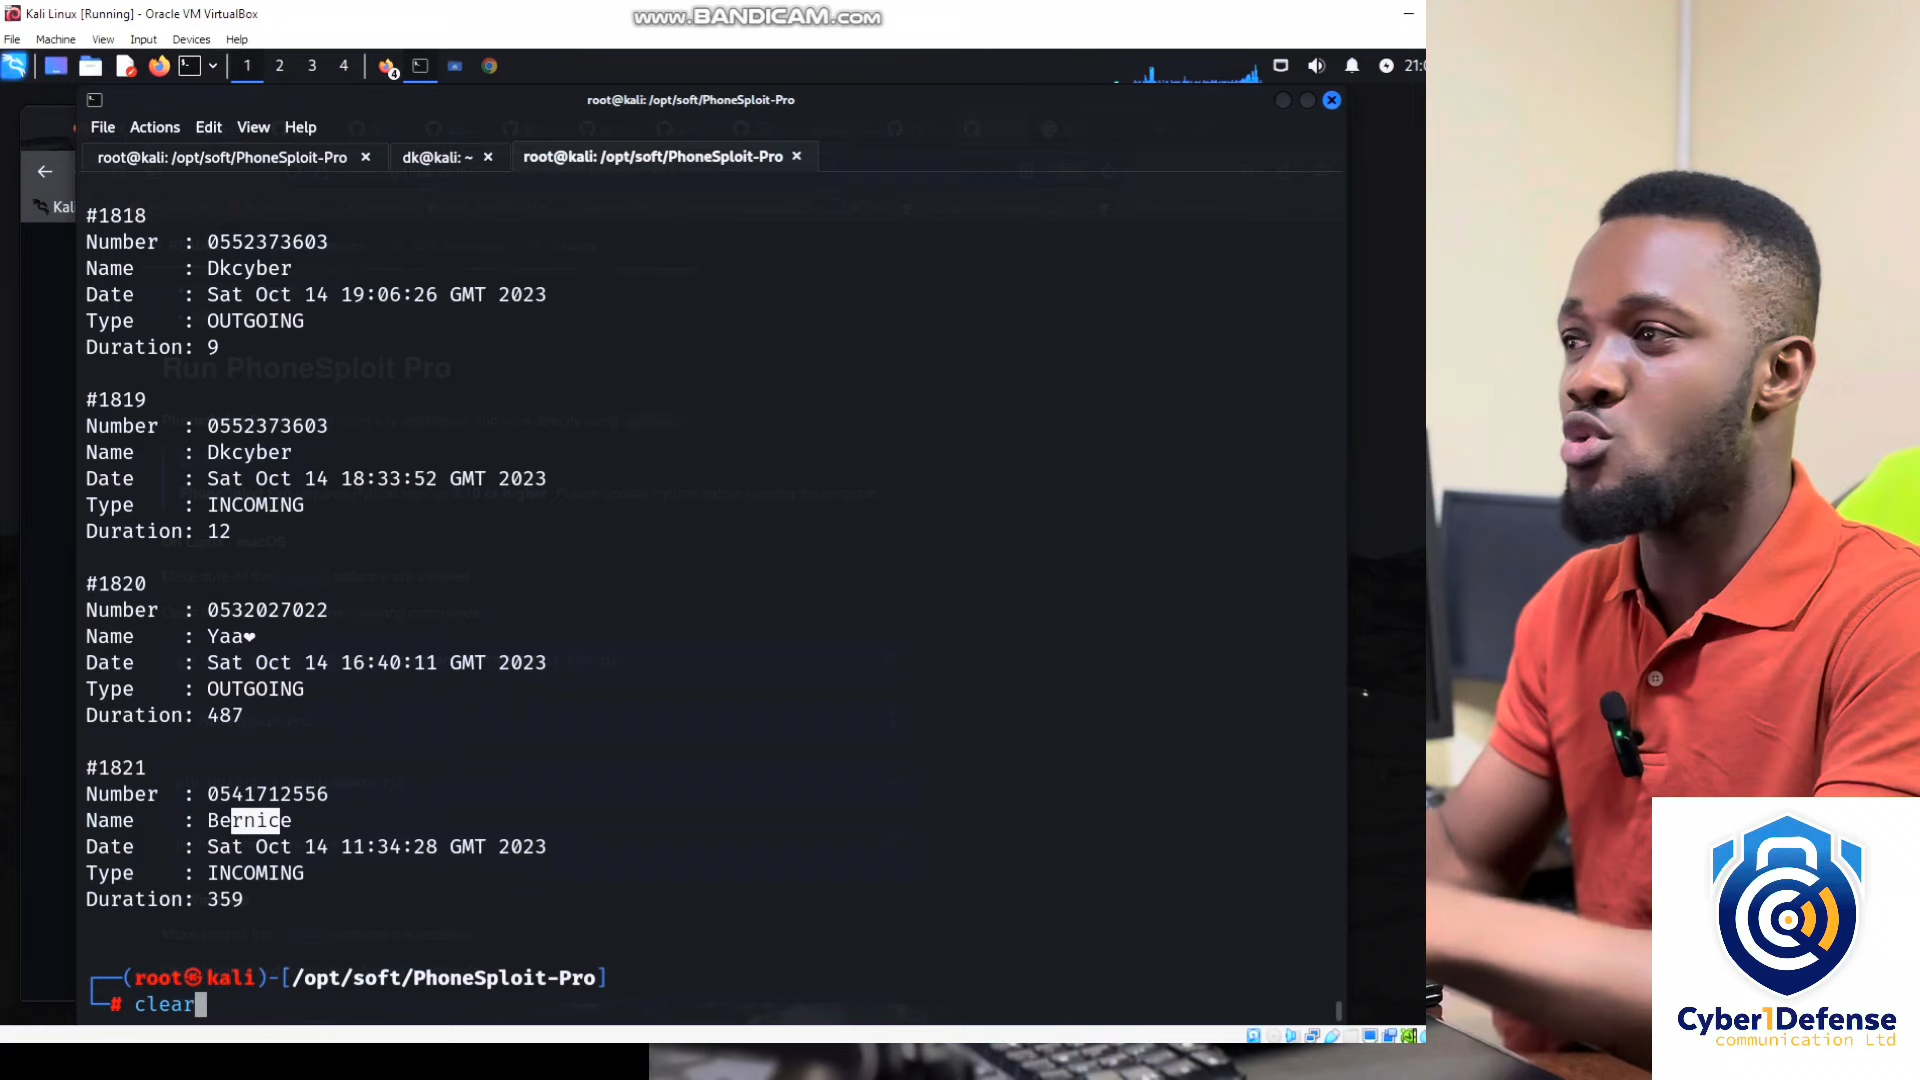 Kali Linux [Running] - Oracle VM VirtualBox
www.BANDICAM.com
File Machine View Input Devices Help
1 2 3 4
4
root@kali: /opt/soft/PhoneSploit-Pro
File Actions Edit View Help
root@kali: /opt/soft/PhoneSploit-Pro
dk@kali: ~
root@kali: /opt/soft/PhoneSploit-Pro
Kal
#1818
Number : 0552373603
Name : Dkcyber
Date : Sat Oct 14 19:06:26 GMT 2023
Type : OUTGOING
Duration: 9
Run PhoneSploit Pro
#1819
Number : 0552373603
Name : Dkcyber
Date : Sat Oct 14 18:33:52 GMT 2023
Type : INCOMING
Duration: 12
#1820
Number : 0532027022
Name : Yaa❤
Date : Sat Oct 14 16:40:11 GMT 2023
Type : OUTGOING
Duration: 487
#1821
Number : 0541712556
Name : Bernice
Date : Sat Oct 14 11:34:28 GMT 2023
Type : INCOMING
Duration: 359
(root㉿kali)-[/opt/soft/PhoneSploit-Pro]
# clear
Cyber1Defense
communication Ltd